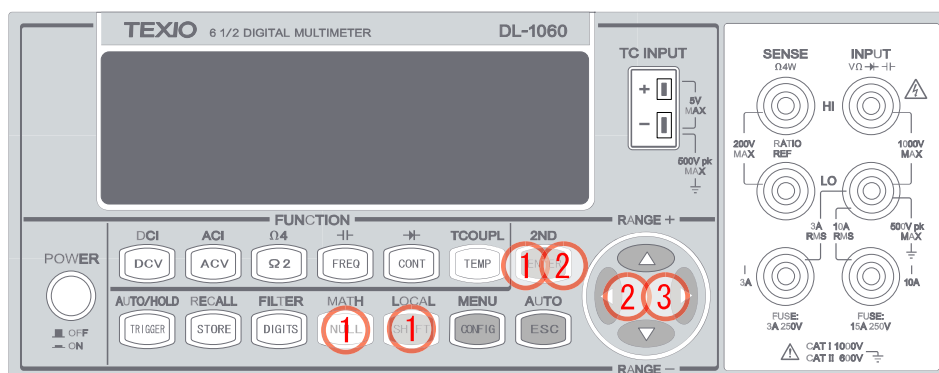 TEXIO 6 1/2 DIGITAL MULTIMETER DL-1060
TC INPUT
+
−
5V
MAX
500V pk
MAX
SENSE
Ω4W
INPUT
VΩ
HI
200V
MAX
RATIO
REF
1000V
MAX
LO
3A
RMS
10A
RMS
500V pk
MAX
3A
10A
FUSE:
3A 250V
FUSE:
15A 250V
CAT I 1000V
CAT II 600V
FUNCTION
RANGE +
DCI ACI Ω4 TCOUPL 2ND
POWER
DCV ACV Ω2 FREQ CONT TEMP 1 2
2 3
AUTO/HOLD RECALL FILTER MATH LOCAL MENU AUTO
TRIGGER STORE DIGITS NULL 1 SHIFT 1 CONFIG ESC
OFF
ON
RANGE −